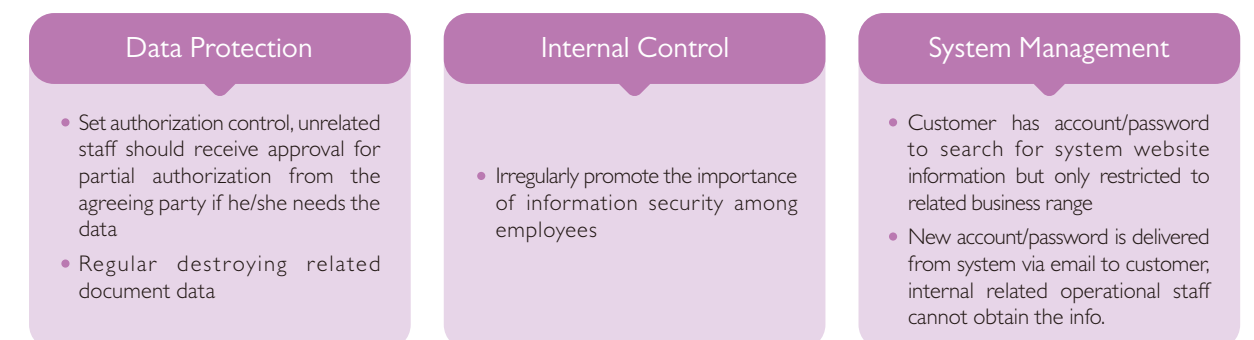 Data Protection
• Set authorization control, unrelated
staff should receive approval for
partial authorization from the
agreeing party if he/she needs the
data
• Regular destroying related
document data
Internal Control
• Irregularly promote the importance
of information security among
employees
System Management
• Customer has account/password
to search for system website
information but only restricted to
related business range
• New account/password is delivered
from system via email to customer,
internal related operational staff
cannot obtain the info.